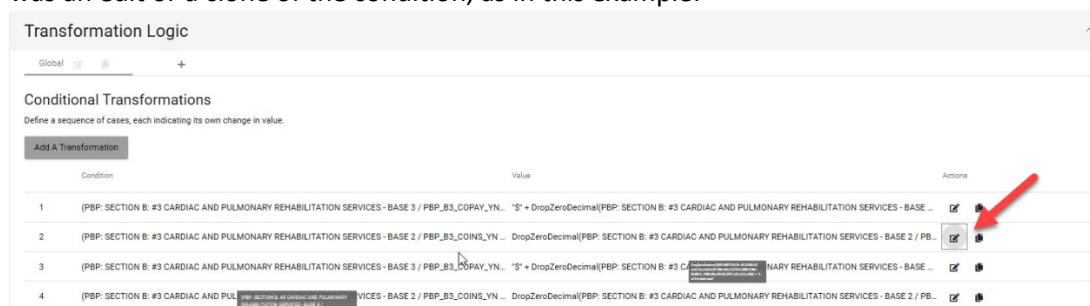 was an edit or a clone of the condition, as in this example.
Transformation Logic
Global +
Conditional Transformations
Define a sequence of cases, each indicating its own change in value.
Add A Transformation
Condition Value Actions
1 (PBP: SECTION B: #3 CARDIAC AND PULMONARY REHABILITATION SERVICES - BASE 3 / PBP_B3_COPAY_YN... "$" + DropZeroDecimal(PBP: SECTION B: #3 CARDIAC AND PULMONARY REHABILITATION SERVICES - BASE ...
2 (PBP: SECTION B: #3 CARDIAC AND PULMONARY REHABILITATION SERVICES - BASE 2 / PBP_B3_COINS_YN ... DropZeroDecimal(PBP: SECTION B: #3 CARDIAC AND PULMONARY REHABILITATION SERVICES - BASE 2 / PB...
3 (PBP: SECTION B: #3 CARDIAC AND PULMONARY REHABILITATION SERVICES - BASE 3 / PBP_B3_COPAY_YN... "$" + DropZeroDecimal(PBP: SECTION B: #3 CA NARY REHABILITATION SERVICES - BASE ...
4 (PBP: SECTION B: #3 CARDIAC AND PUL VICES - BASE 2 / PBP_B3_COINS_YN ... DropZeroDecimal(PBP: SECTION B: #3 CARDIAC AND PULMONARY REHABILITATION SERVICES - BASE 2 / PB...